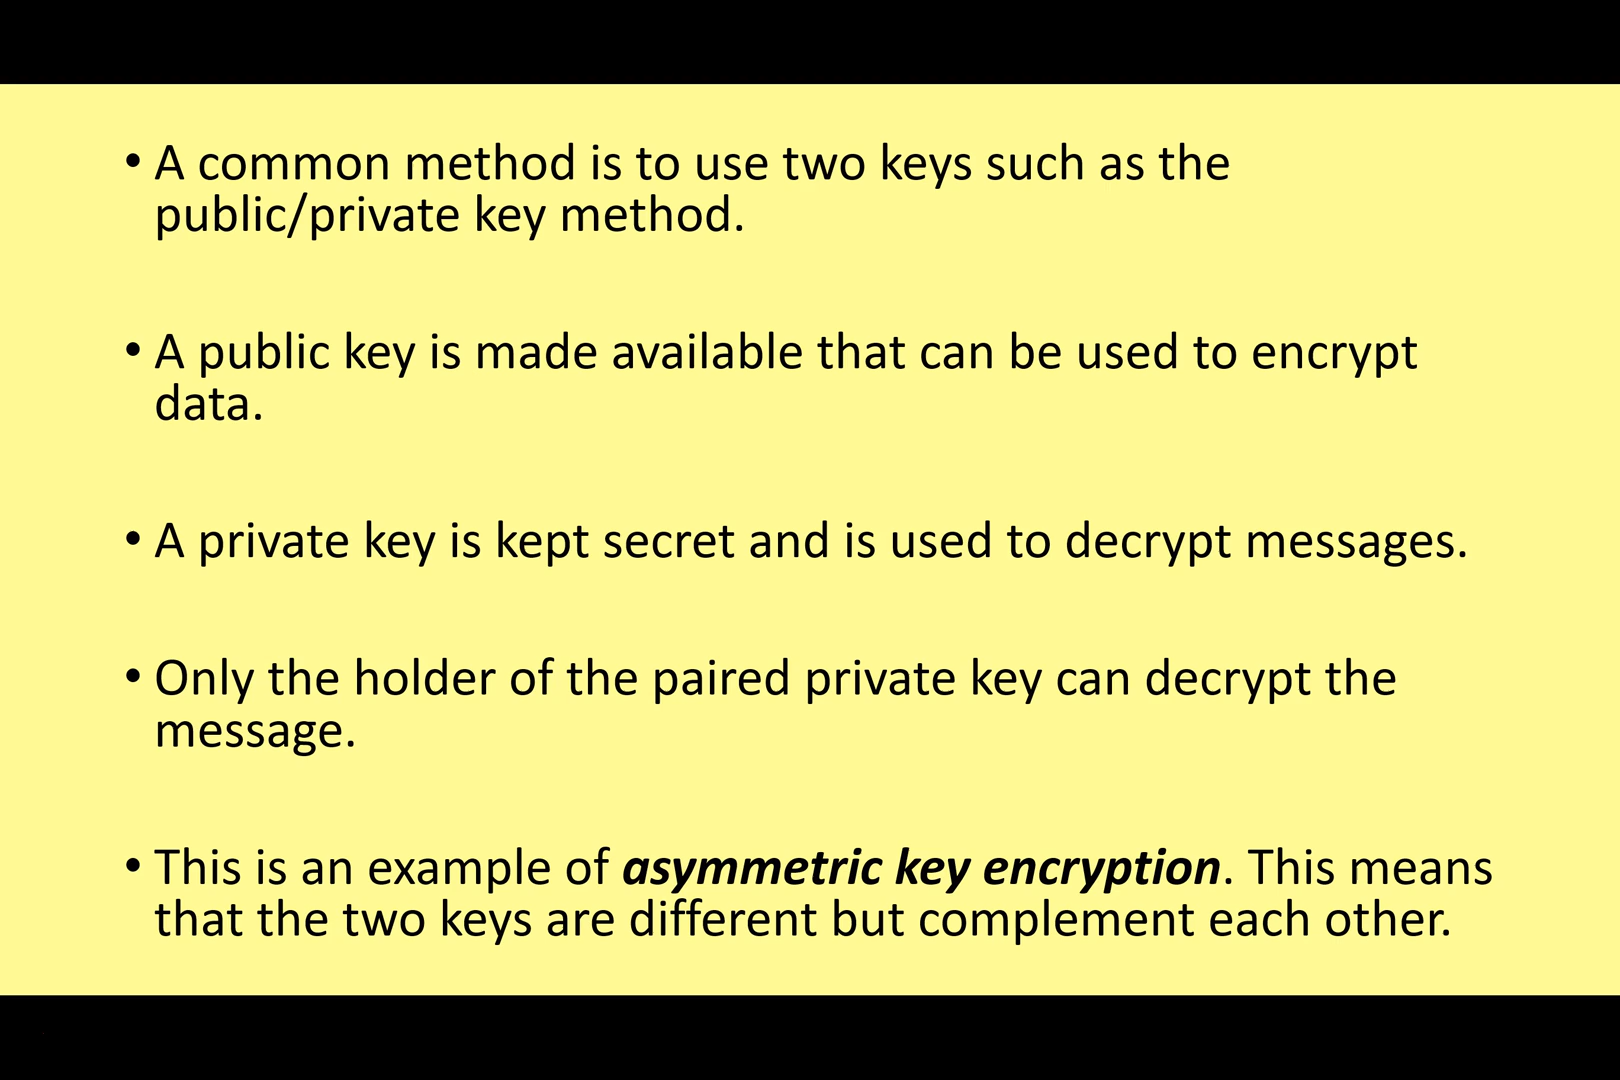 • A common method is to use two keys such as the
public/private key method.
• A public key is made available that can be used to encrypt
data.
• A private key is kept secret and is used to decrypt messages.
• Only the holder of the paired private key can decrypt the
message.
• This is an example of asymmetric key encryption. This means
that the two keys are different but complement each other.